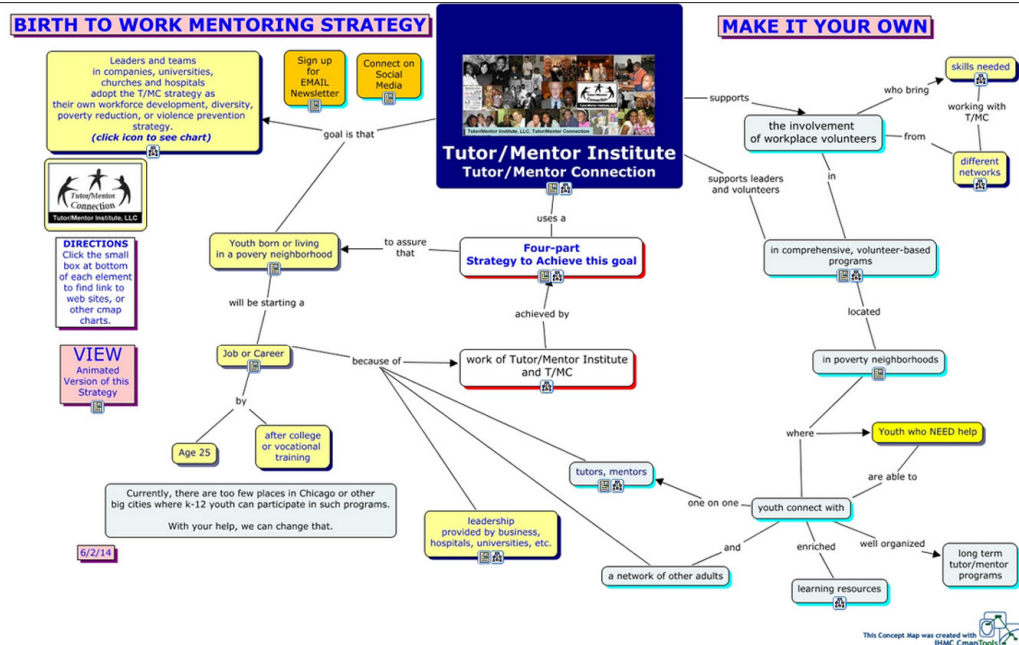 BIRTH TO WORK MENTORING STRATEGY
MAKE IT YOUR OWN
Leaders and teams
in companies, universities,
churches and hospitals
adopt the T/MC strategy as
their own workforce development, diversity,
poverty reduction, or violence prevention
strategy.
(click icon to see chart)
Sign up
for
EMAIL
Newsletter
Connect on
Social
Media
goal is that
Tutor/Mentor Institute, LLC, Tutor/Mentor Connection
Tutor/Mentor Institute
Tutor/Mentor Connection
supports
the involvement
of workplace volunteers
who bring
skills needed
working with
T/MC
from
different
networks
supports leaders
and volunteers
in
Tutor/Mentor
Connection
Tutor/Mentor Institute, LLC
DIRECTIONS
Click the small
box at bottom
of each element
to find link to
web sites, or
other cmap
charts.
VIEW
Animated
Version of this
Strategy
Youth born or living
in a povery neighborhood
to assure
that
uses a
Four-part
Strategy to Achieve this goal
in comprehensive, volunteer-based
programs
will be starting a
achieved by
located
Job or Career
because of
work of Tutor/Mentor Institute
and T/MC
in poverty neighborhoods
by
Age 25
after college
or vocational
training
where
Youth who NEED help
are able to
tutors, mentors
one on one
youth connect with
Currently, there are too few places in Chicago or other
big cities where k-12 youth can participate in such programs.
With your help, we can change that.
6/2/14
leadership
provided by business,
hospitals, universities, etc.
and
enriched
well organized
a network of other adults
learning resources
long term
tutor/mentor
programs
This Concept Map was created with
IHMC CmapTools